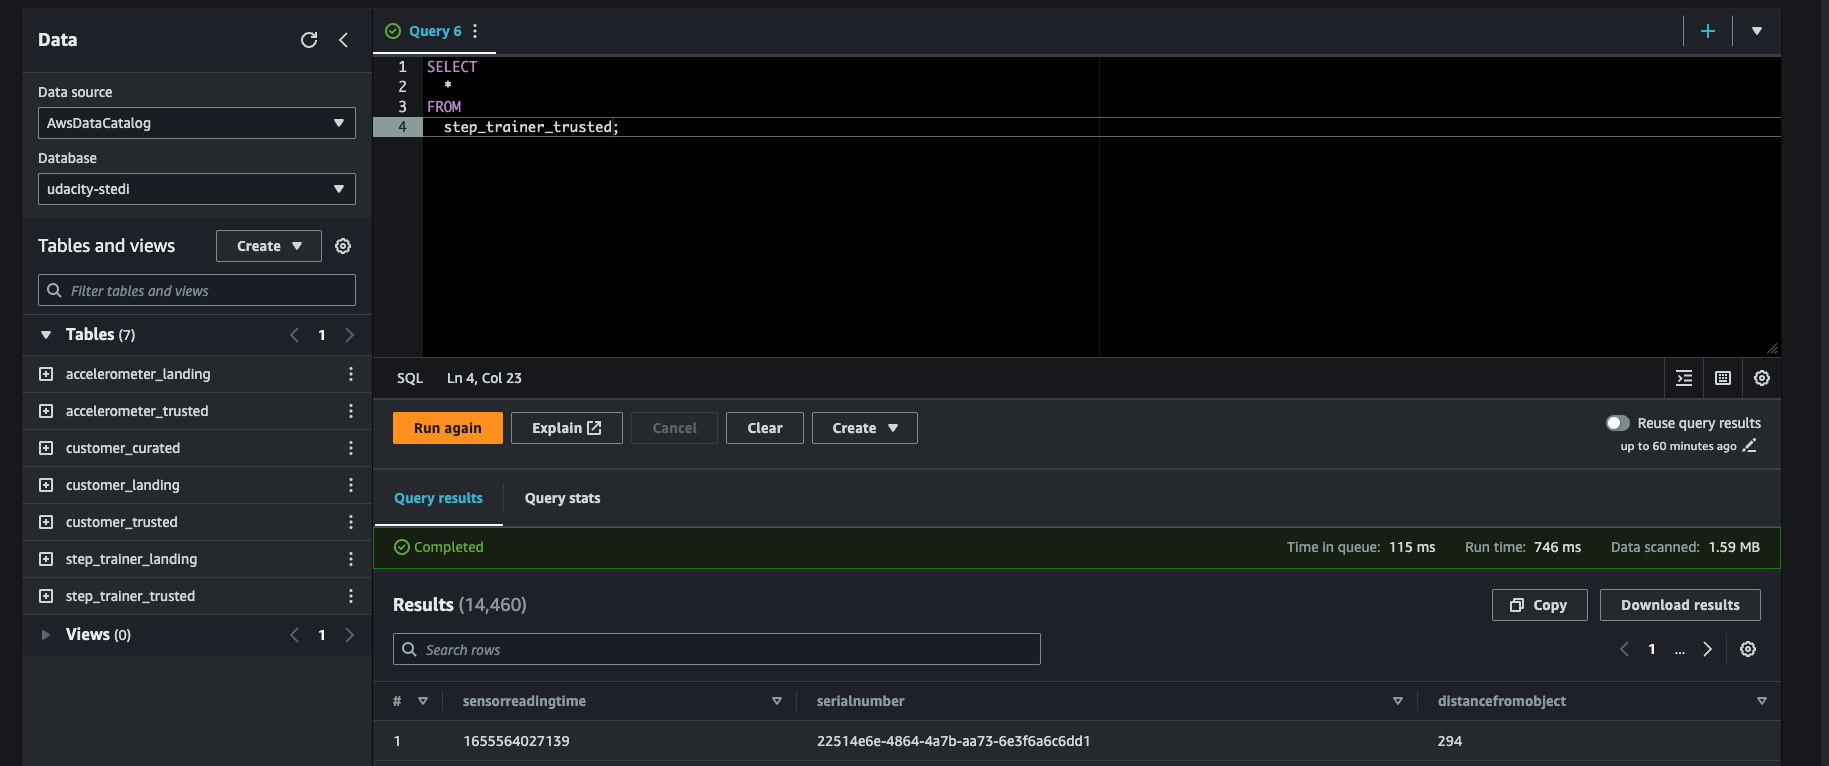 Data
Data source
AwsDataCatalog
Database
udacity-stedi
Tables and views
Create
Filter tables and views
Tables (7)
1
accelerometer_landing
accelerometer_trusted
customer_curated
customer_landing
customer_trusted
step_trainer_landing
step_trainer_trusted
Views (0)
1
Query 6
1 SELECT
2 *
3 FROM
4 step_trainer_trusted;
SQL Ln 4, Col 23
Run again Explain Cancel Clear Create
Reuse query results
up to 60 minutes ago
Query results Query stats
Completed Time in queue: 115 ms Run time: 746 ms Data scanned: 1.59 MB
Results (14,460)
Copy Download results
Search rows
1 ...
# sensorreadingtime serialnumber distancefromobject
1 1655564027139 22514e6e-4864-4a7b-aa73-6e3f6a6c6dd1 294